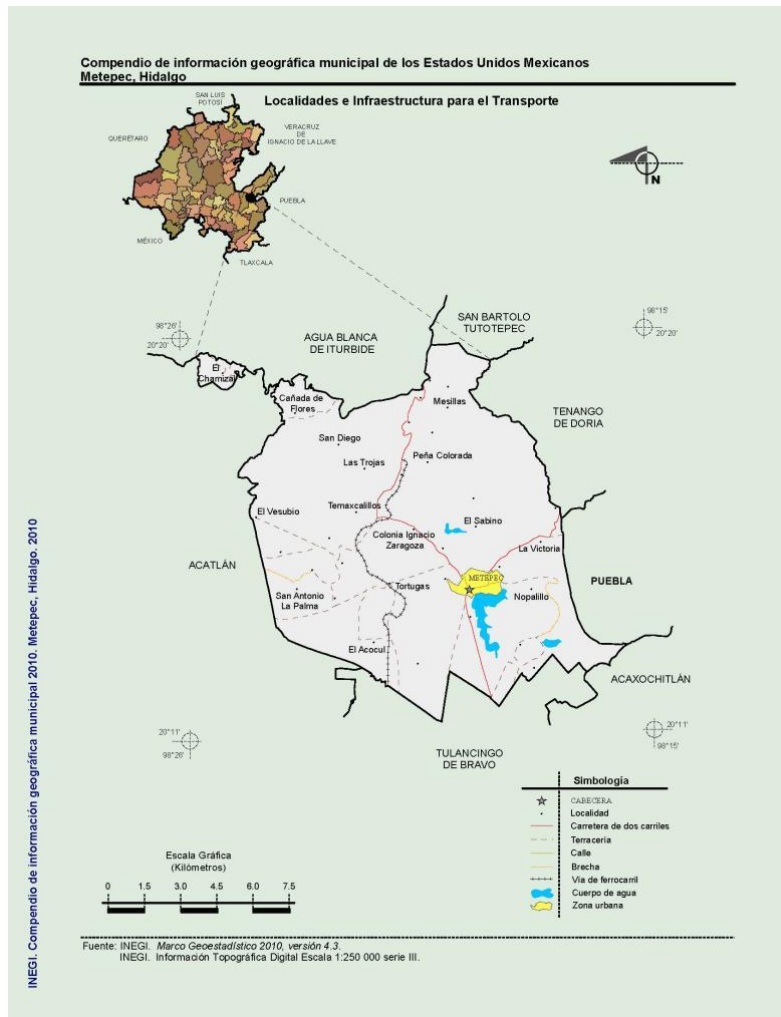 Compendio de información geográfica municipal de los Estados Unidos Mexicanos
Metepec, Hidalgo
Localidades e Infraestructura para el Transporte
SAN LUIS
POTOSÍ
QUERÉTARO
VERACRUZ
DE
IGNACIO DE LA LLAVE
PUEBLA
MÉXICO
TLAXCALA
N
98°26'
20°20'
98°15'
20°20'
AGUA BLANCA
DE ITURBIDE
SAN BARTOLO
TUTOTEPEC
TENANGO
DE DORIA
El
Chamizal
Cañada de
Flores
Mesillas
San Diego
Las Trojas
Peña Colorada
El Vesubio
Temaxcalillos
El Sabino
Colonia Ignacio
Zaragoza
La Victoria
ACATLÁN
METEPEC
PUEBLA
Tortugas
Nopalillo
San Antonio
La Palma
El Acocul
ACAXOCHITLÁN
20°11'
98°26'
20°11'
98°15'
TULANCINGO
DE BRAVO
Simbología
CABECERA
Localidad
Carretera de dos carriles
Terracería
Calle
Brecha
Vía de ferrocarril
Cuerpo de agua
Zona urbana
Escala Gráfica
(Kilómetros)
0 1.5 3.0 4.5 6.0 7.5
Fuente: INEGI. Marco Geoestadístico 2010, versión 4.3.
INEGI. Información Topográfica Digital Escala 1:250 000 serie III.
INEGI. Compendio de información geográfica municipal 2010. Metepec, Hidalgo. 2010